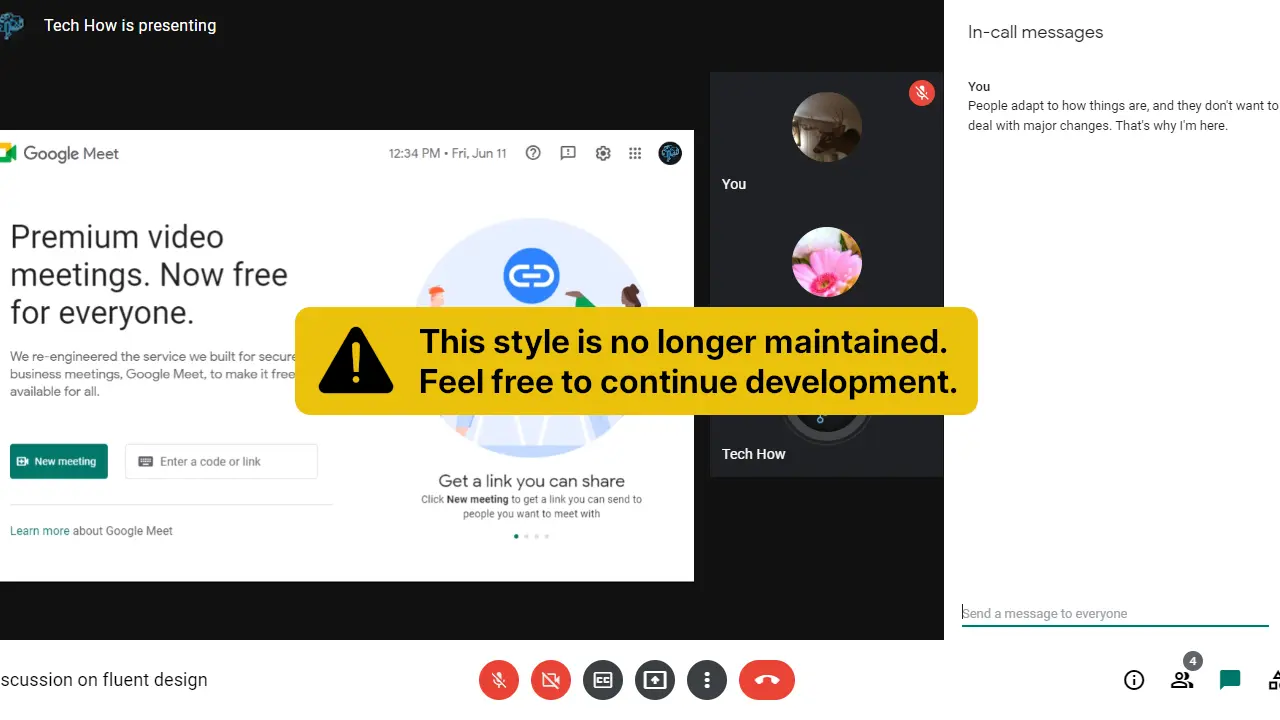 Tech How is presenting
Google Meet
12:34 PM • Fri, Jun 11
Premium video
meetings. Now free
for everyone.
We re-engineered the service we built for secure
business meetings, Google Meet, to make it free
available for all.
New meeting
Enter a code or link
Learn more about Google Meet
Get a link you can share
Click New meeting to get a link you can send to
people you want to meet with
This style is no longer maintained.
Feel free to continue development.
You
Tech How
In-call messages
You
People adapt to how things are, and they don't want to
deal with major changes. That's why I'm here.
Send a message to everyone
scussion on fluent design
CC
4